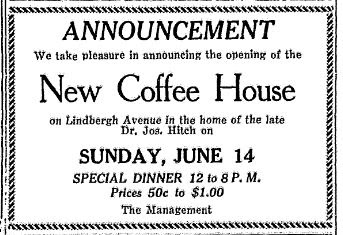 ANNOUNCEMENT
We take pleasure in announcing the opening of the
New Coffee House
on Lindbergh Avenue in the home of the late
Dr. Jos. Hitch on
SUNDAY, JUNE 14
SPECIAL DINNER 12 to 8 P. M.
Prices 50c to $1.00
The Management